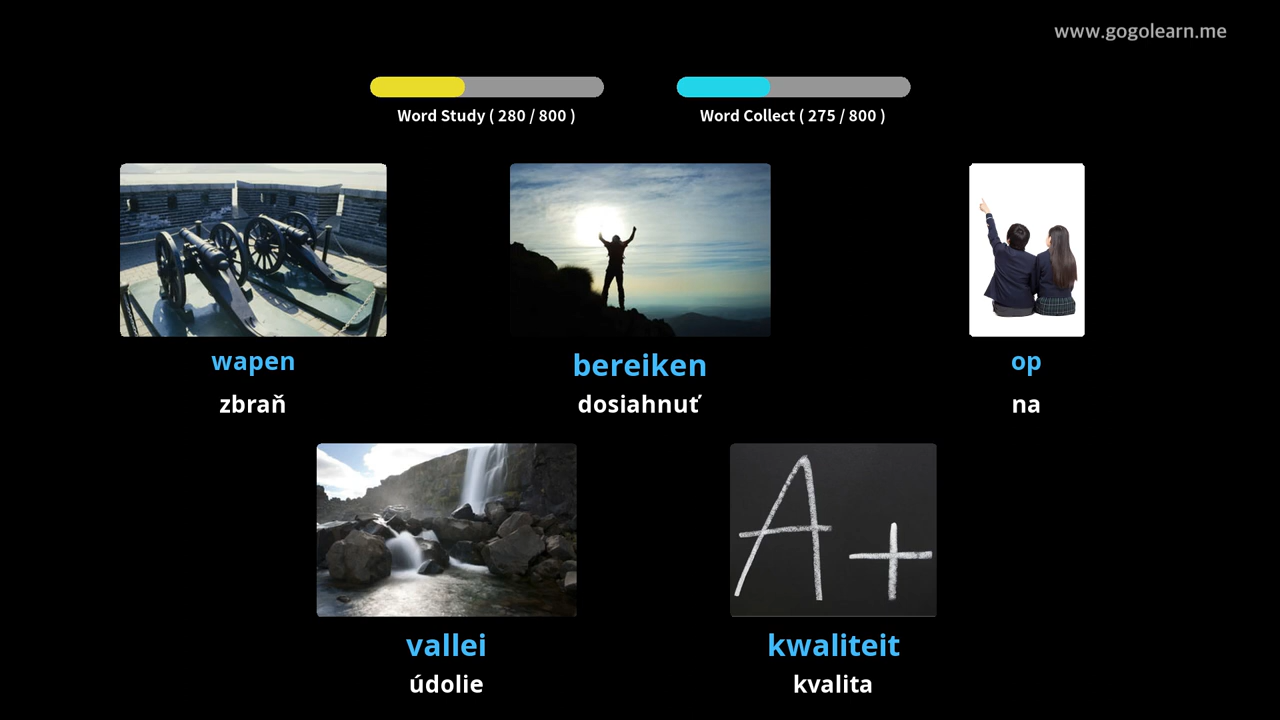 www.gogolearn.me
Word Study ( 280 / 800 )
Word Collect ( 275 / 800 )
wapen
zbraň
bereiken
dosiahnuť
op
na
A+
vallei
údolie
kwaliteit
kvalita